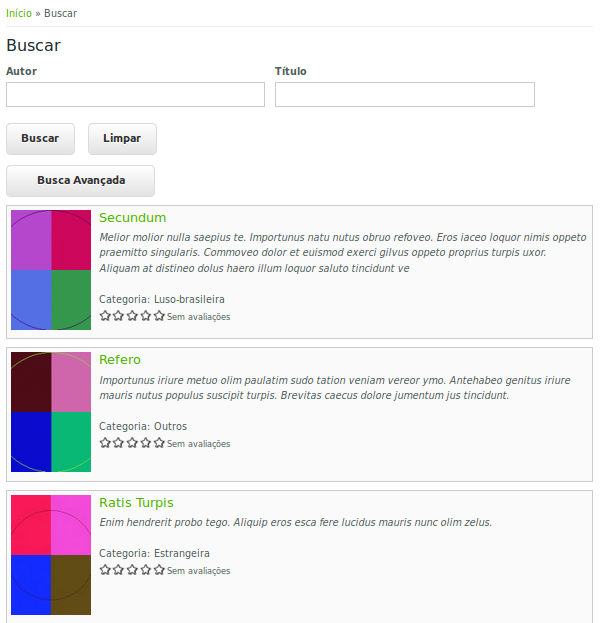 Início » Buscar
Buscar
Autor Título
Buscar Limpar
Busca Avançada
Secundum
Melior molior nulla saepius te. Importunus natu nutus obruo refoveo. Eros iaceo loquor nimis oppeto
praemitto singularis. Commoveo dolor et euismod exerci gilvus oppeto proprius turpis uxor.
Aliquam at distineo dolus haero illum loquor saluto tincidunt ve
Categoria: Luso-brasileira
Sem avaliações
Refero
Importunus iriure metuo olim paulatim sudo tation veniam vereor ymo. Antehabeo genitus iriure
mauris nutus populus suscipit turpis. Brevitas caecus dolore jumentum jus tincidunt.
Categoria: Outros
Sem avaliações
Ratis Turpis
Enim hendrerit probo tego. Aliquip eros esca fere lucidus mauris nunc olim zelus.
Categoria: Estrangeira
Sem avaliações